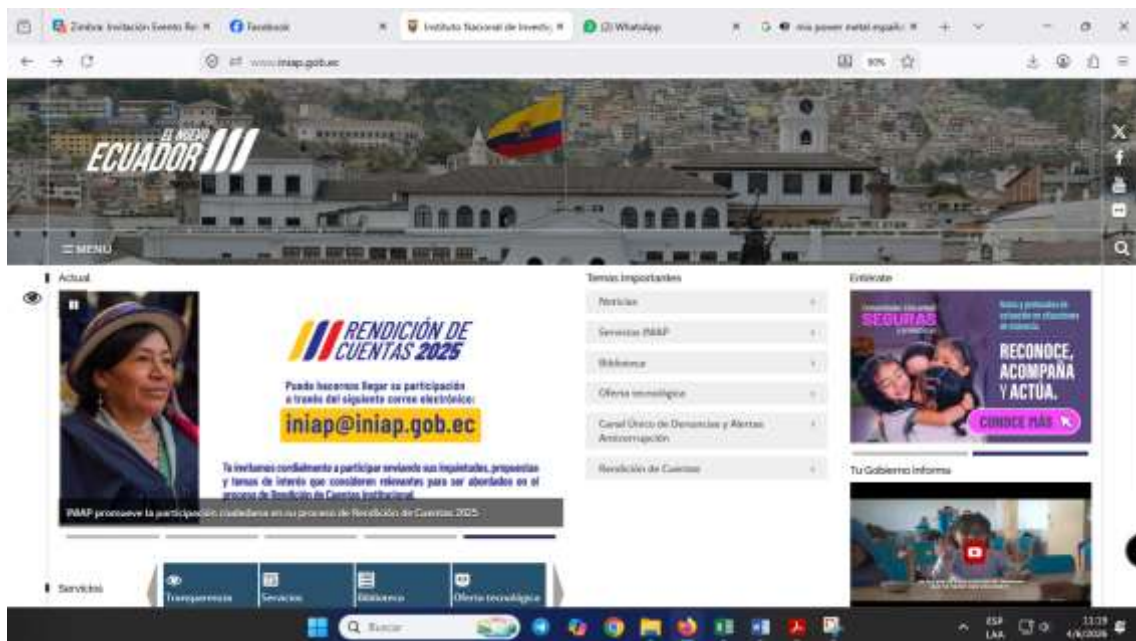 Zimbra: Invitación Evento Re
Facebook
Instituto Nacional de Investig
(2) WhatsApp
mix power metal españo
www.iniap.gob.ec
90%
EL NUEVO
ECUADOR
MENÚ
Actual
RENDICIÓN DE
CUENTAS 2025
Puede hacernos llegar su participación
a través del siguiente correo electrónico:
iniap@iniap.gob.ec
Te invitamos cordialmente a participar enviando sus inquietudes, propuestas
y temas de interés que consideren relevantes para ser abordados en el
proceso de Rendición de Cuentas Institucional.
INIAP promueve la participación ciudadana en su proceso de Rendición de Cuentas 2025
Temas importantes
Noticias
Servicios INIAP
Biblioteca
Oferta tecnológica
Canal Único de Denuncias y Alertas
Anticorrupción
Rendición de Cuentas
Entérate
SEGURAS
RECONOCE,
ACOMPAÑA
Y ACTÚA.
CONOCE MÁS
Tu Gobierno Informa
Servicios
Transparencia
Servicios
Biblioteca
Oferta tecnológica
Buscar
ESP
LAA
11:19